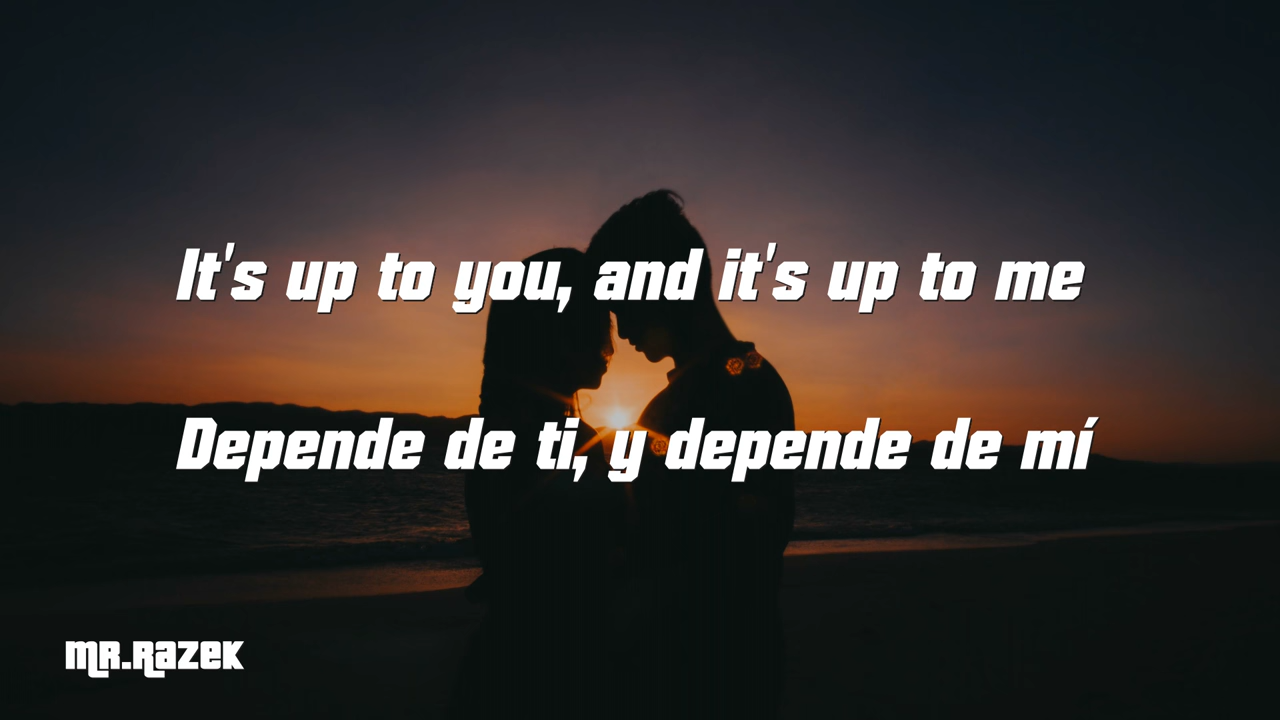 It's up to you, and it's up to me
Depende de ti, y depende de mí
MR.RAZEK